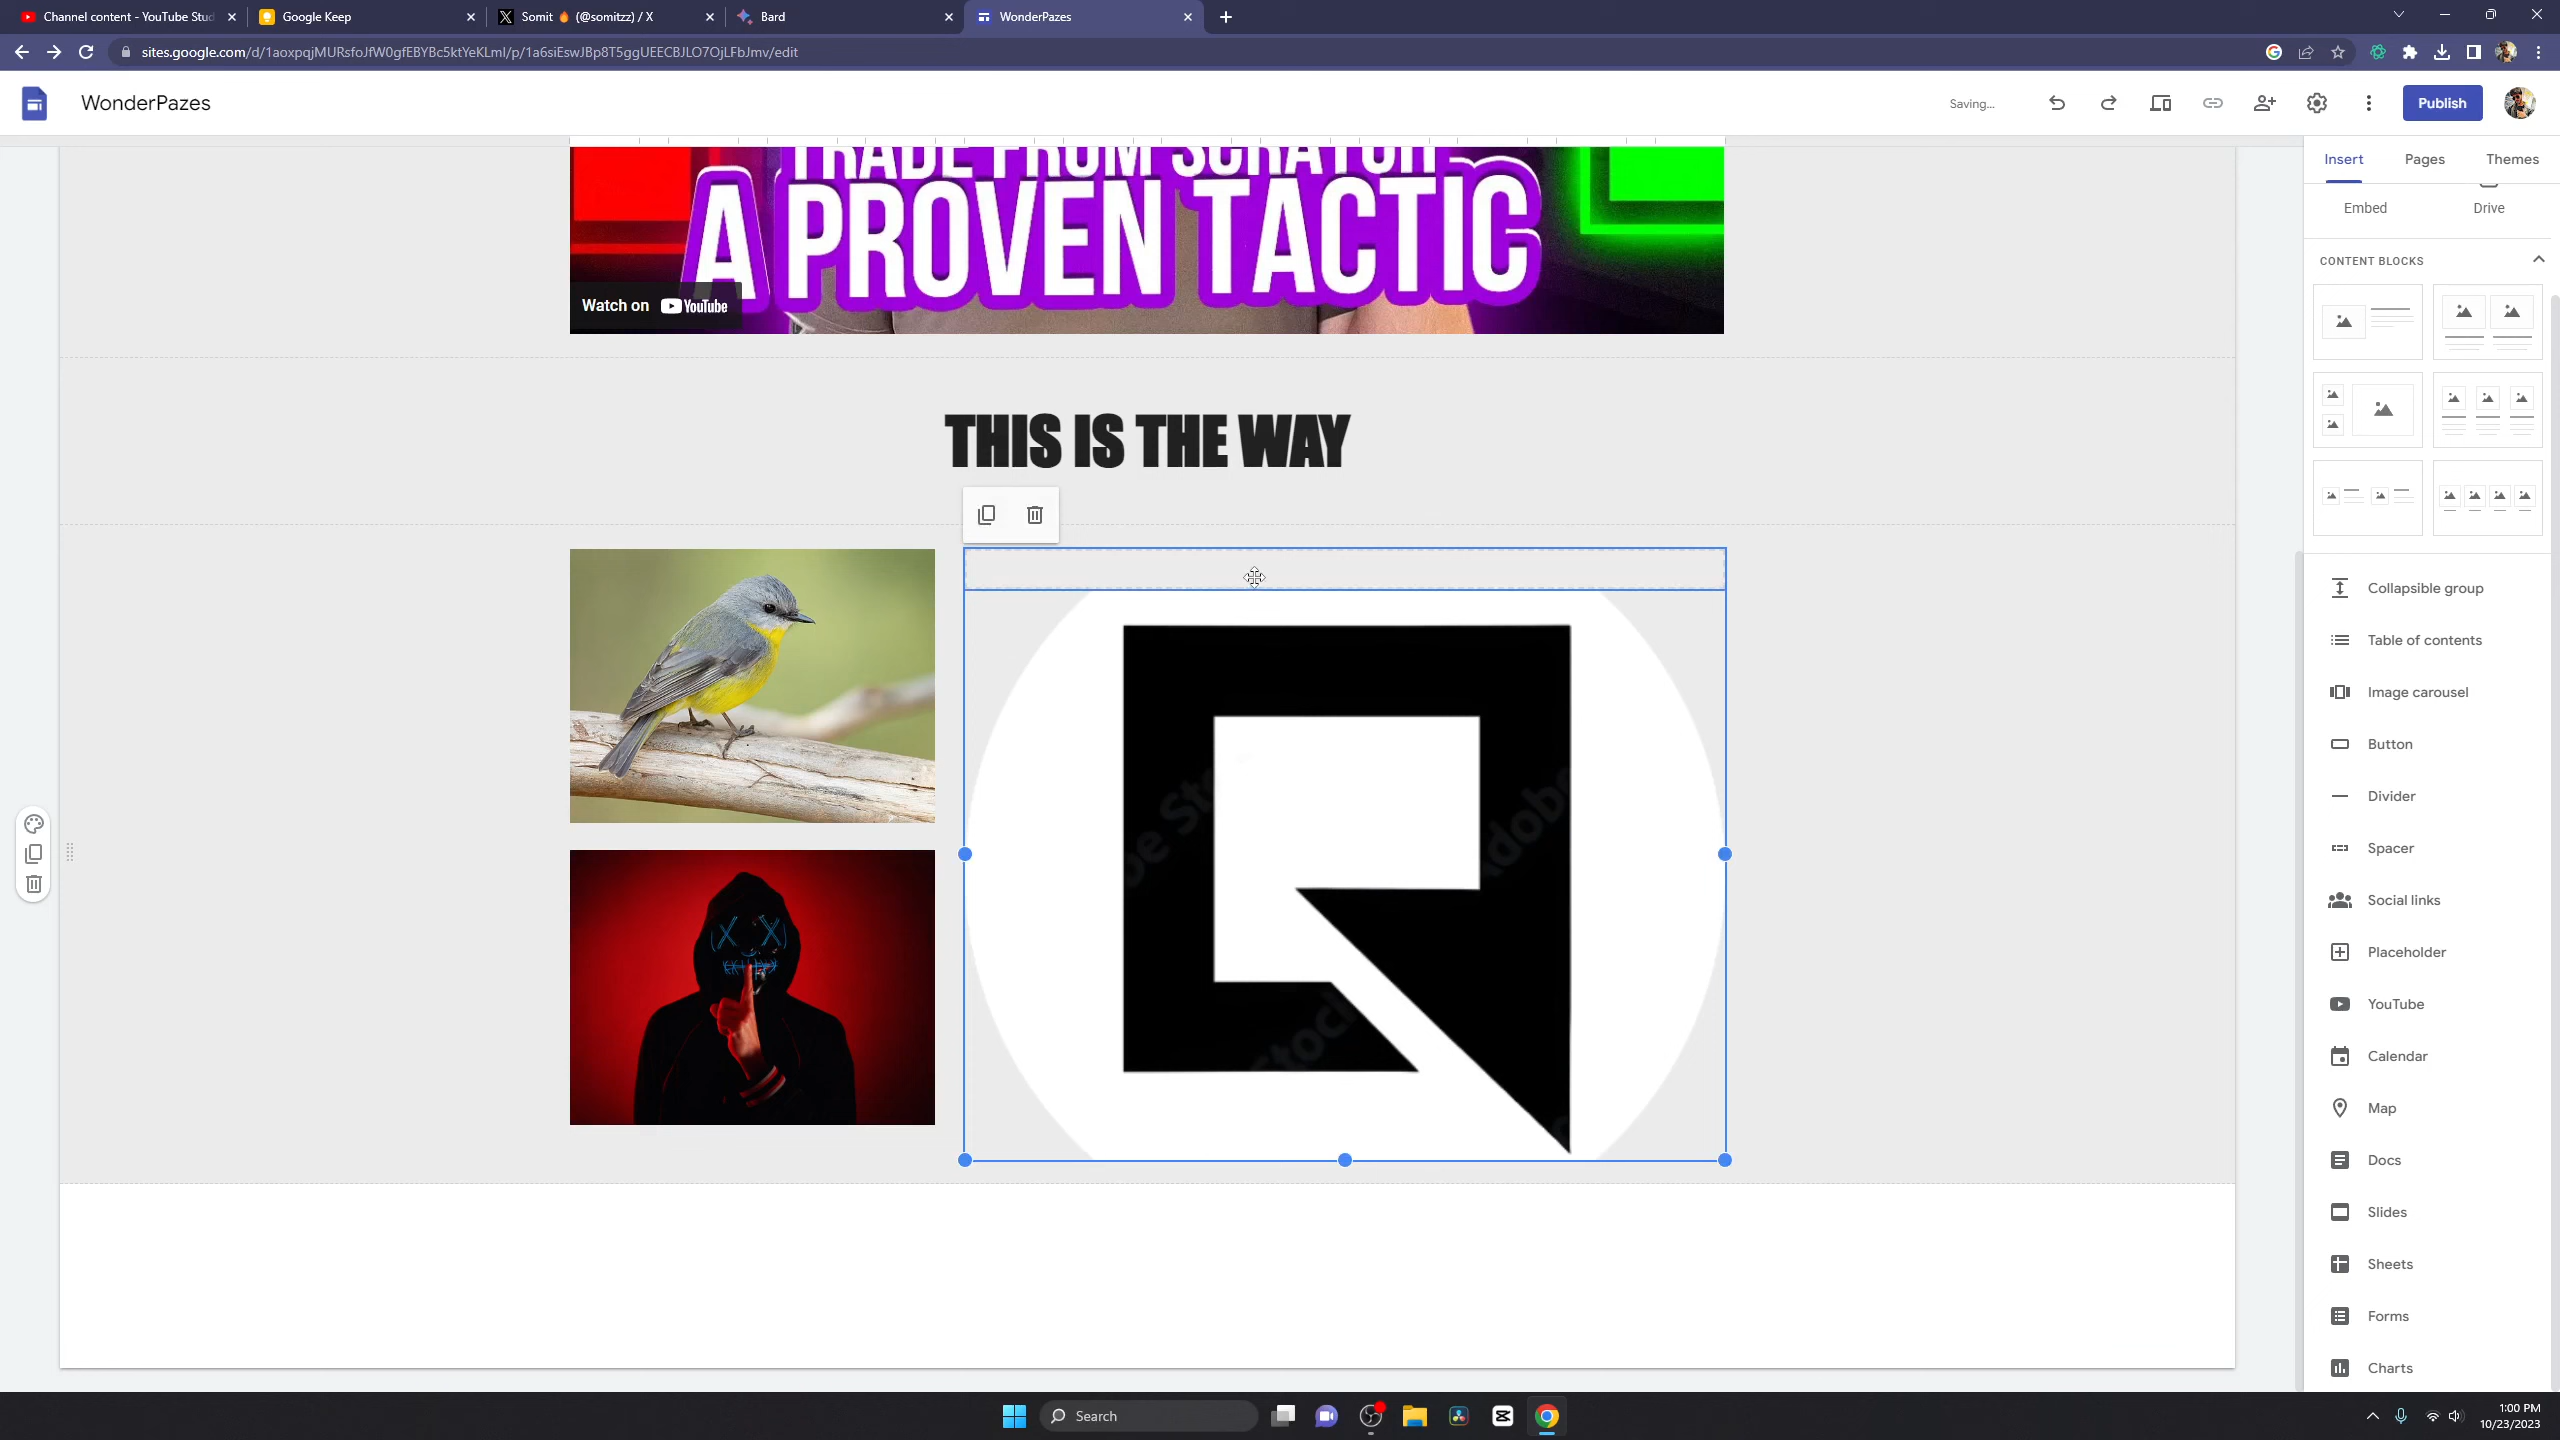 Channel content - YouTube Stud
Google Keep
Somit 🔥 (@somitzz) / X
Bard
WonderPazes
sites.google.com/d/1aoxpqjMURsfoJfW0gfEBYBc5ktYeKLmI/p/1a6siEswJBp8T5ggUEECBJLO7OjLFbJmv/edit
WonderPazes
Saving...
Publish
Insert
Pages
Themes
Embed
Drive
TRADE FROM SCRATCH
A PROVEN TACTIC
Watch on YouTube
CONTENT BLOCKS
THIS IS THE WAY
Collapsible group
Table of contents
Image carousel
Button
Divider
Spacer
Social links
Placeholder
YouTube
Calendar
Map
Docs
Slides
Sheets
Forms
Charts
Search
1:00 PM
10/23/2023